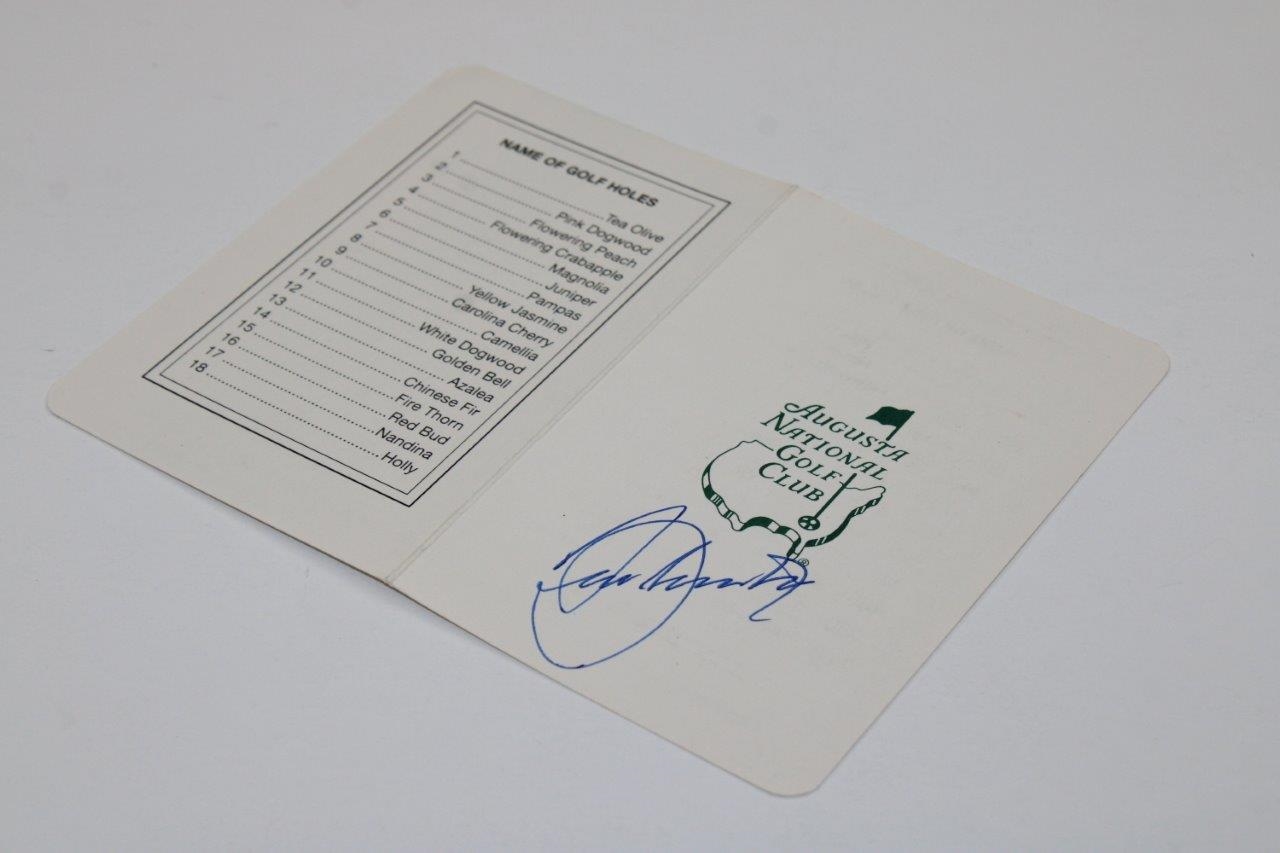 NAME OF GOLF HOLES
1 Tea Olive
2 Pink Dogwood
3 Flowering Peach
4 Flowering Crabapple
5 Magnolia
6 Juniper
7 Pampas
8 Yellow Jasmine
9 Carolina Cherry
10 Camellia
11 White Dogwood
12 Golden Bell
13 Azalea
14 Chinese Fir
15 Fire Thorn
16 Red Bud
17 Nandina
18 Holly
AUGUSTA
NATIONAL
GOLF
CLUB
®